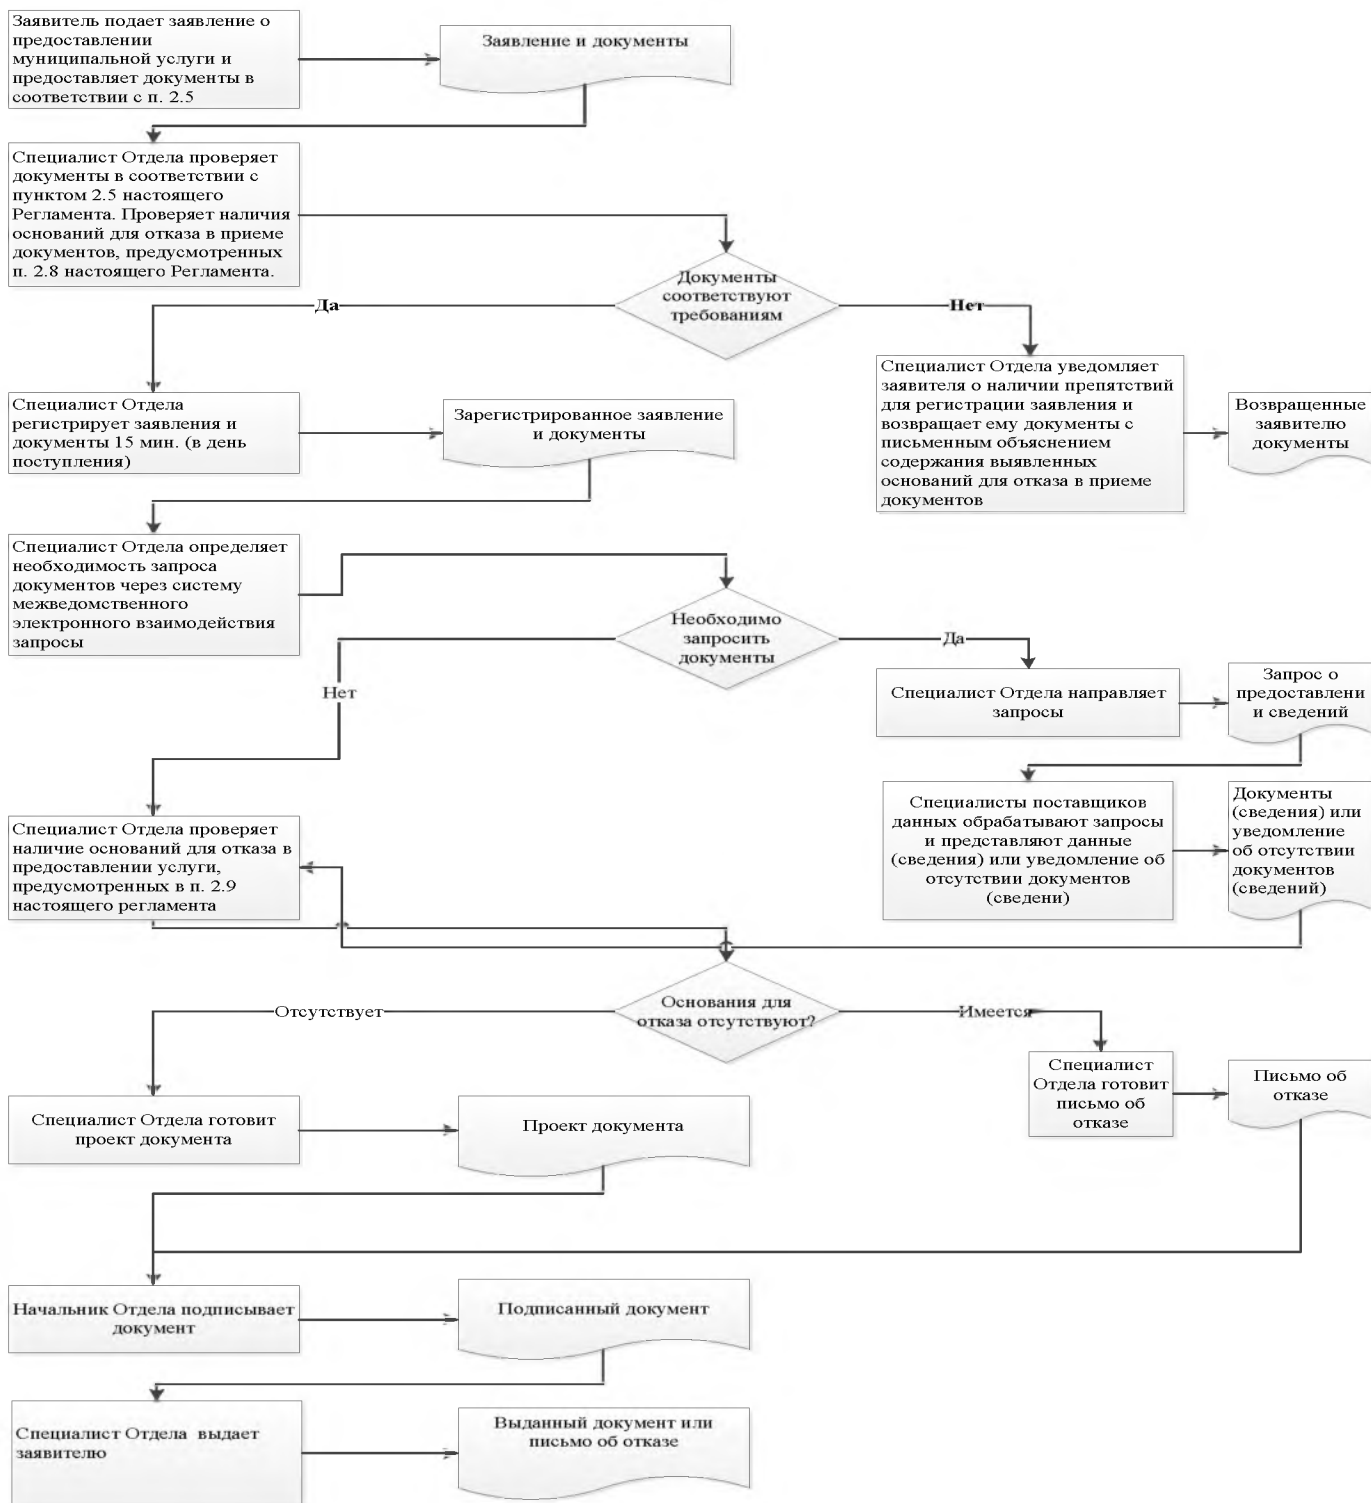 Заявитель подает заявление о
предоставлении
муниципальной услуги и
предоставляет документы в
соответствии с п. 2.5
Заявление и документы
Специалист Отдела проверяет
документы в соответствии с
пунктом 2.5 настоящего
Регламента. Проверяет наличия
оснований для отказа в приеме
документов, предусмотренных
п. 2.8 настоящего Регламента.
Документы
соответствуют
требованиям
Да
Нет
Специалист Отдела
регистрирует заявления и
документы 15 мин. (в день
поступления)
Зарегистрированное заявление
и документы
Специалист Отдела уведомляет
заявителя о наличии препятствий
для регистрации заявления и
возвращает ему документы с
письменным объяснением
содержания выявленных
оснований для отказа в приеме
документов
Возвращенные
заявителю
документы
Специалист Отдела определяет
необходимость запроса
документов через систему
межведомственного
электронного взаимодействия
запросы
Необходимо
запросить
документы
Да
Нет
Специалист Отдела направляет
запросы
Запрос о
предоставлени
и сведений
Специалисты поставщиков
данных обрабатывают запросы
и представляют данные
(сведения) или уведомление об
отсутствии документов
(сведени)
Документы
(сведения) или
уведомление
об отсутствии
документов
(сведений)
Специалист Отдела проверяет
наличие оснований для отказа в
предоставлении услуги,
предусмотренных в п. 2.9
настоящего регламента
Основания для
отказа отсутствуют?
Отсутствует
Имеется
Специалист Отдела готовит
проект документа
Проект документа
Специалист
Отдела готовит
письмо об
отказе
Письмо об
отказе
Начальник Отдела подписывает
документ
Подписанный документ
Специалист Отдела выдает
заявителю
Выданный документ или
письмо об отказе